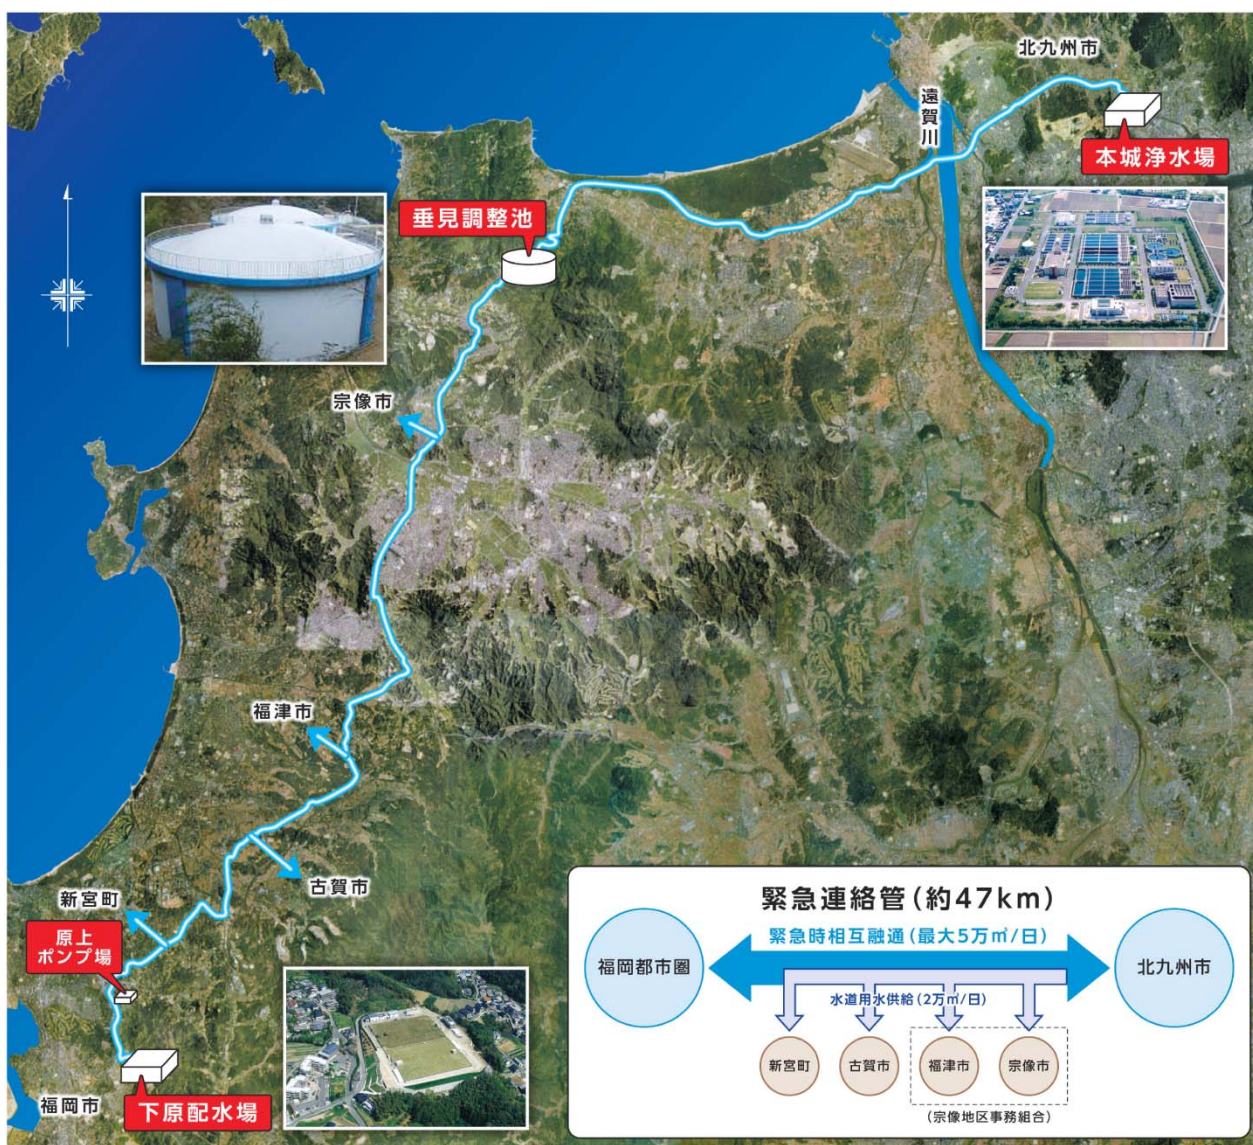 北九州市
遠賀川
本城浄水場
垂見調整池
宗像市
福津市
古賀市
新宮町
原上
ポンプ場
福岡市
下原配水場
緊急連絡管(約47km)
緊急時相互融通(最大5万㎥/日)
福岡都市圏
北九州市
水道用水供給(2万㎥/日)
新宮町
古賀市
福津市
宗像市
(宗像地区事務組合)